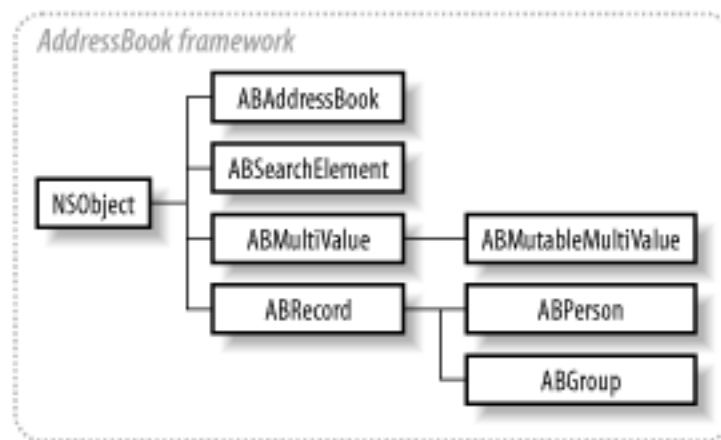 AddressBook framework
ABAddressBook
ABSearchElement
NSObject
ABMultiValue
ABMutableMultiValue
ABRecord
ABPerson
ABGroup